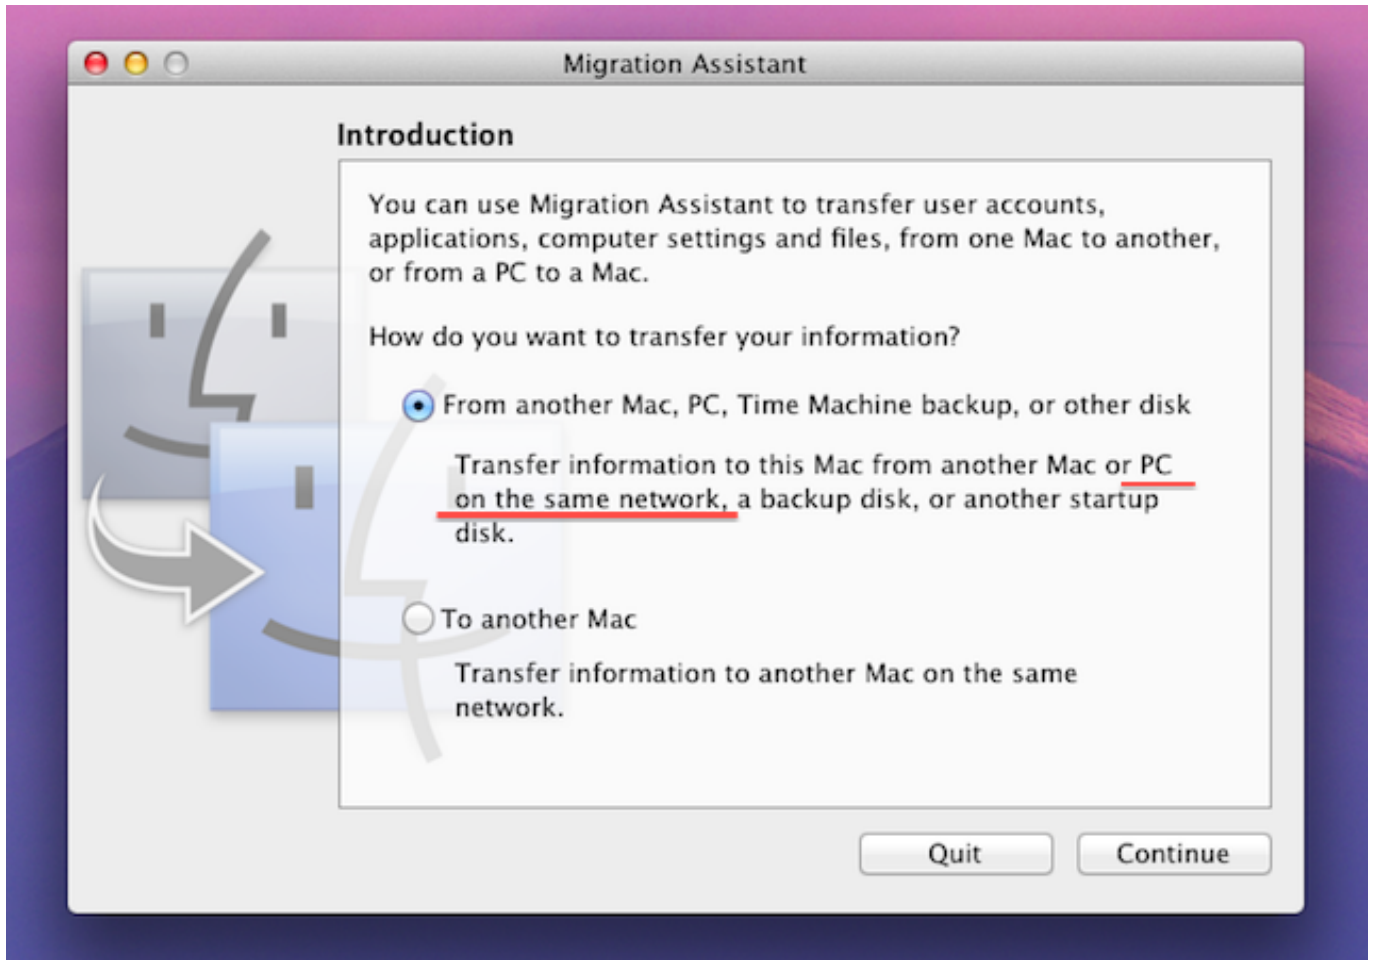 Migration Assistant
Introduction
You can use Migration Assistant to transfer user accounts,
applications, computer settings and files, from one Mac to another,
or from a PC to a Mac.
How do you want to transfer your information?
From another Mac, PC, Time Machine backup, or other disk
Transfer information to this Mac from another Mac or PC
on the same network, a backup disk, or another startup
disk.
To another Mac
Transfer information to another Mac on the same
network.
Quit
Continue